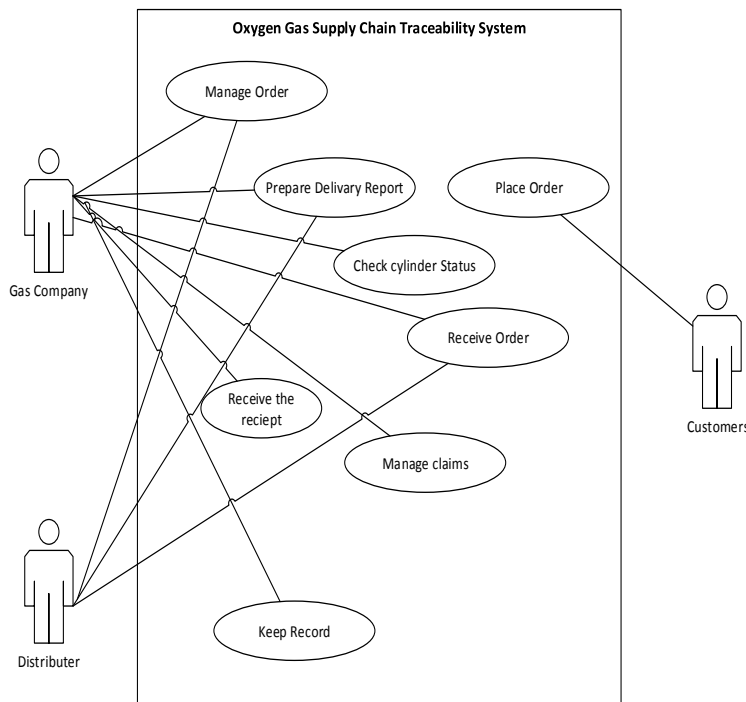 Oxygen Gas Supply Chain Traceability System
Manage Order
Prepare Delivary Report
Place Order
Check cylinder Status
Gas Company
Receive Order
Receive the
reciept
Customers
Manage claims
Keep Record
Distributer